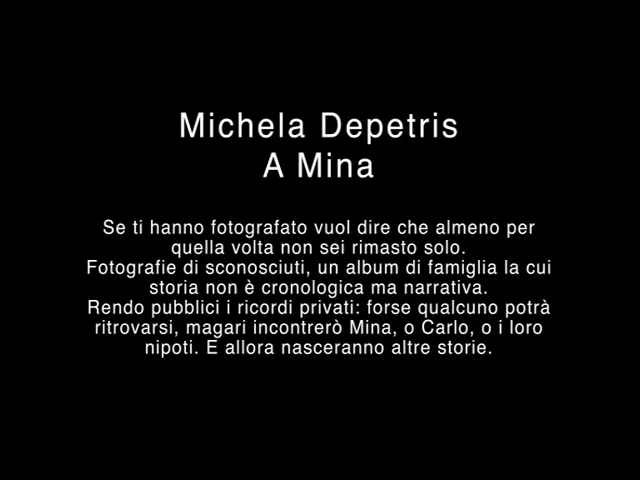 Michela Depetris
A Mina
Se ti hanno fotografato vuol dire che almeno per
quella volta non sei rimasto solo.
Fotografie di sconosciuti, un album di famiglia la cui
storia non è cronologica ma narrativa.
Rendo pubblici i ricordi privati: forse qualcuno potrà
ritrovarsi, magari incontrerò Mina, o Carlo, o i loro
nipoti. E allora nasceranno altre storie.